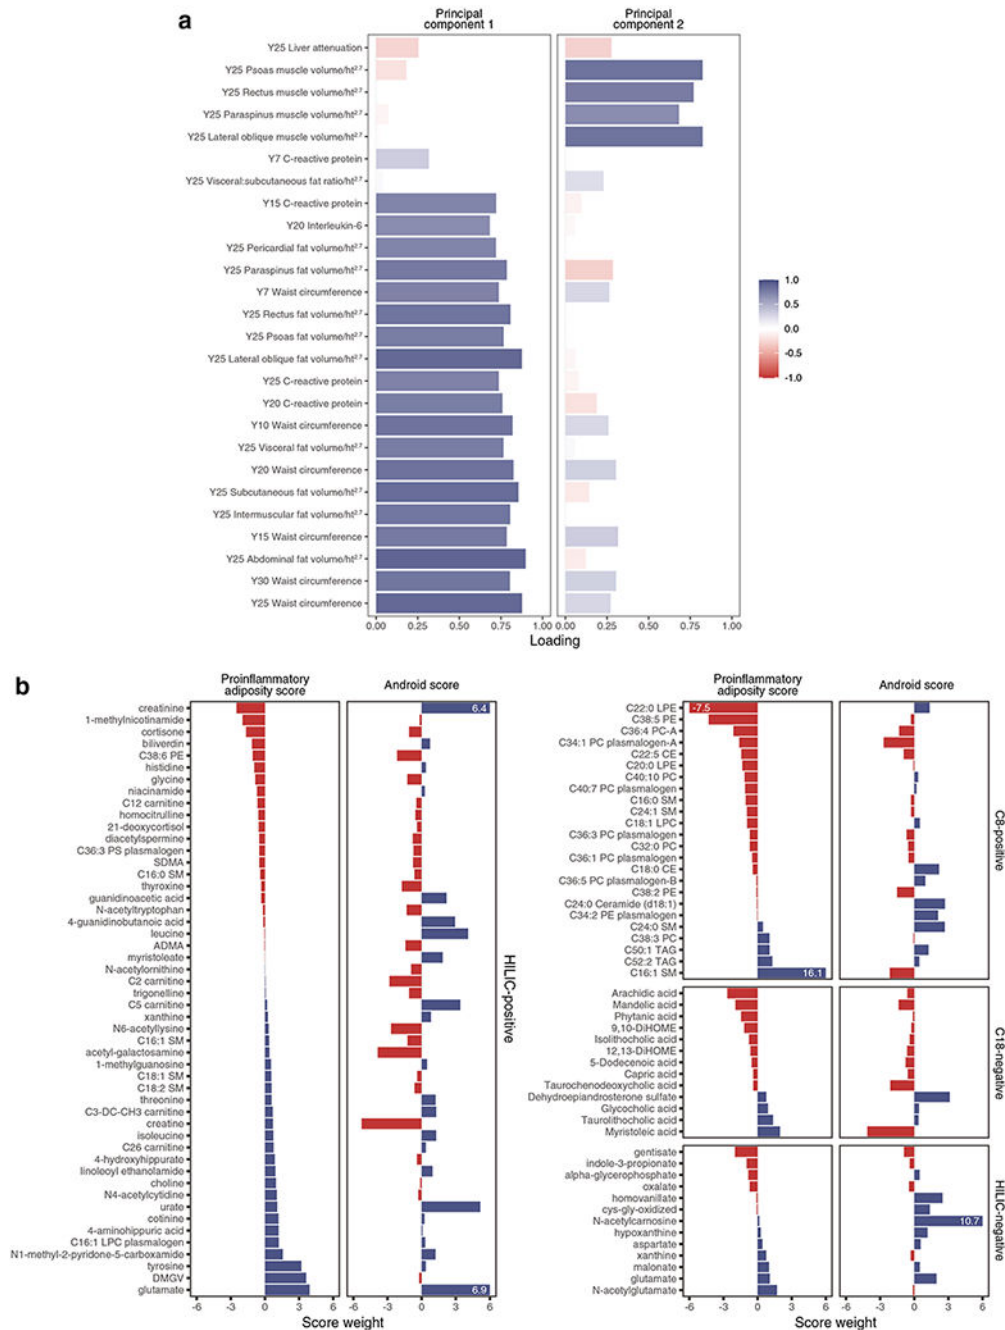 a
Principal
component 1
Principal
component 2
Y25 Liver attenuation
Y25 Psoas muscle volume/ht2.7
Y25 Rectus muscle volume/ht2.7
Y25 Paraspinus muscle volume/ht2.7
Y25 Lateral oblique muscle volume/ht2.7
Y7 C-reactive protein
Y25 Visceral:subcutaneous fat ratio/ht2.7
Y15 C-reactive protein
Y20 Interleukin-6
Y25 Pericardial fat volume/ht2.7
Y25 Paraspinus fat volume/ht2.7
Y7 Waist circumference
Y25 Rectus fat volume/ht2.7
Y25 Psoas fat volume/ht2.7
Y25 Lateral oblique fat volume/ht2.7
Y25 C-reactive protein
Y20 C-reactive protein
Y10 Waist circumference
Y25 Visceral fat volume/ht2.7
Y20 Waist circumference
Y25 Subcutaneous fat volume/ht2.7
Y25 Intermuscular fat volume/ht2.7
Y15 Waist circumference
Y25 Abdominal fat volume/ht2.7
Y30 Waist circumference
Y25 Waist circumference
0.00 0.25 0.50 0.75 1.00 0.00 0.25 0.50 0.75 1.00
Loading
1.0
0.5
0.0
-0.5
-1.0
b
Proinflammatory
adiposity score
Android score
creatinine 6.4
1-methylnicotinamide
cortisone
biliverdin
C38:6 PE
histidine
glycine
niacinamide
C12 carnitine
homocitrulline
21-deoxycortisol
diacetylspermine
C36:3 PS plasmalogen
SDMA
C16:0 SM
thyroxine
guanidinoacetic acid
N-acetyltryptophan
4-guanidinobutanoic acid
leucine
ADMA
myristoleate
N-acetylornithine
C2 carnitine
trigonelline
C5 carnitine
xanthine
N6-acetyllysine
C16:1 SM
acetyl-galactosamine
1-methylguanosine
C18:1 SM
C18:2 SM
threonine
C3-DC-CH3 carnitine
creatine
isoleucine
C26 carnitine
4-hydroxyhippurate
linoleoyl ethanolamide
choline
N4-acetylcytidine
urate
cotinine
4-aminohippuric acid
C16:1 LPC plasmalogen
N1-methyl-2-pyridone-5-carboxamide
tyrosine
DMGV
glutamate 6.9
HILIC-positive
-6 -3 0 3 6 -6 -3 0 3 6
Score weight
Proinflammatory
adiposity score
Android score
C22:0 LPE -7.5
C38:5 PE
C36:4 PC-A
C34:1 PC plasmalogen-A
C22:5 CE
C20:0 LPE
C40:10 PC
C40:7 PC plasmalogen
C16:0 SM
C24:1 SM
C18:1 LPC
C36:3 PC plasmalogen
C32:0 PC
C36:1 PC plasmalogen
C18:0 CE
C36:5 PC plasmalogen-B
C38:2 PE
C24:0 Ceramide (d18:1)
C34:2 PE plasmalogen
C24:0 SM
C38:3 PC
C50:1 TAG
C52:2 TAG
C16:1 SM 16.1
C8-positive
Arachidic acid
Mandelic acid
Phytanic acid
9,10-DiHOME
Isolithocholic acid
12,13-DiHOME
5-Dodecenoic acid
Capric acid
Taurochenodeoxycholic acid
Dehydroepiandrosterone sulfate
Glycocholic acid
Taurolithocholic acid
Myristoleic acid
C18-negative
gentisate
indole-3-propionate
alpha-glycerophosphate
oxalate
homovanillate
cys-gly-oxidized
N-acetylcarnosine 10.7
hypoxanthine
aspartate
xanthine
malonate
glutamate
N-acetylglutamate
HILIC-negative
-6 -3 0 3 6 -6 -3 0 3 6
Score weight